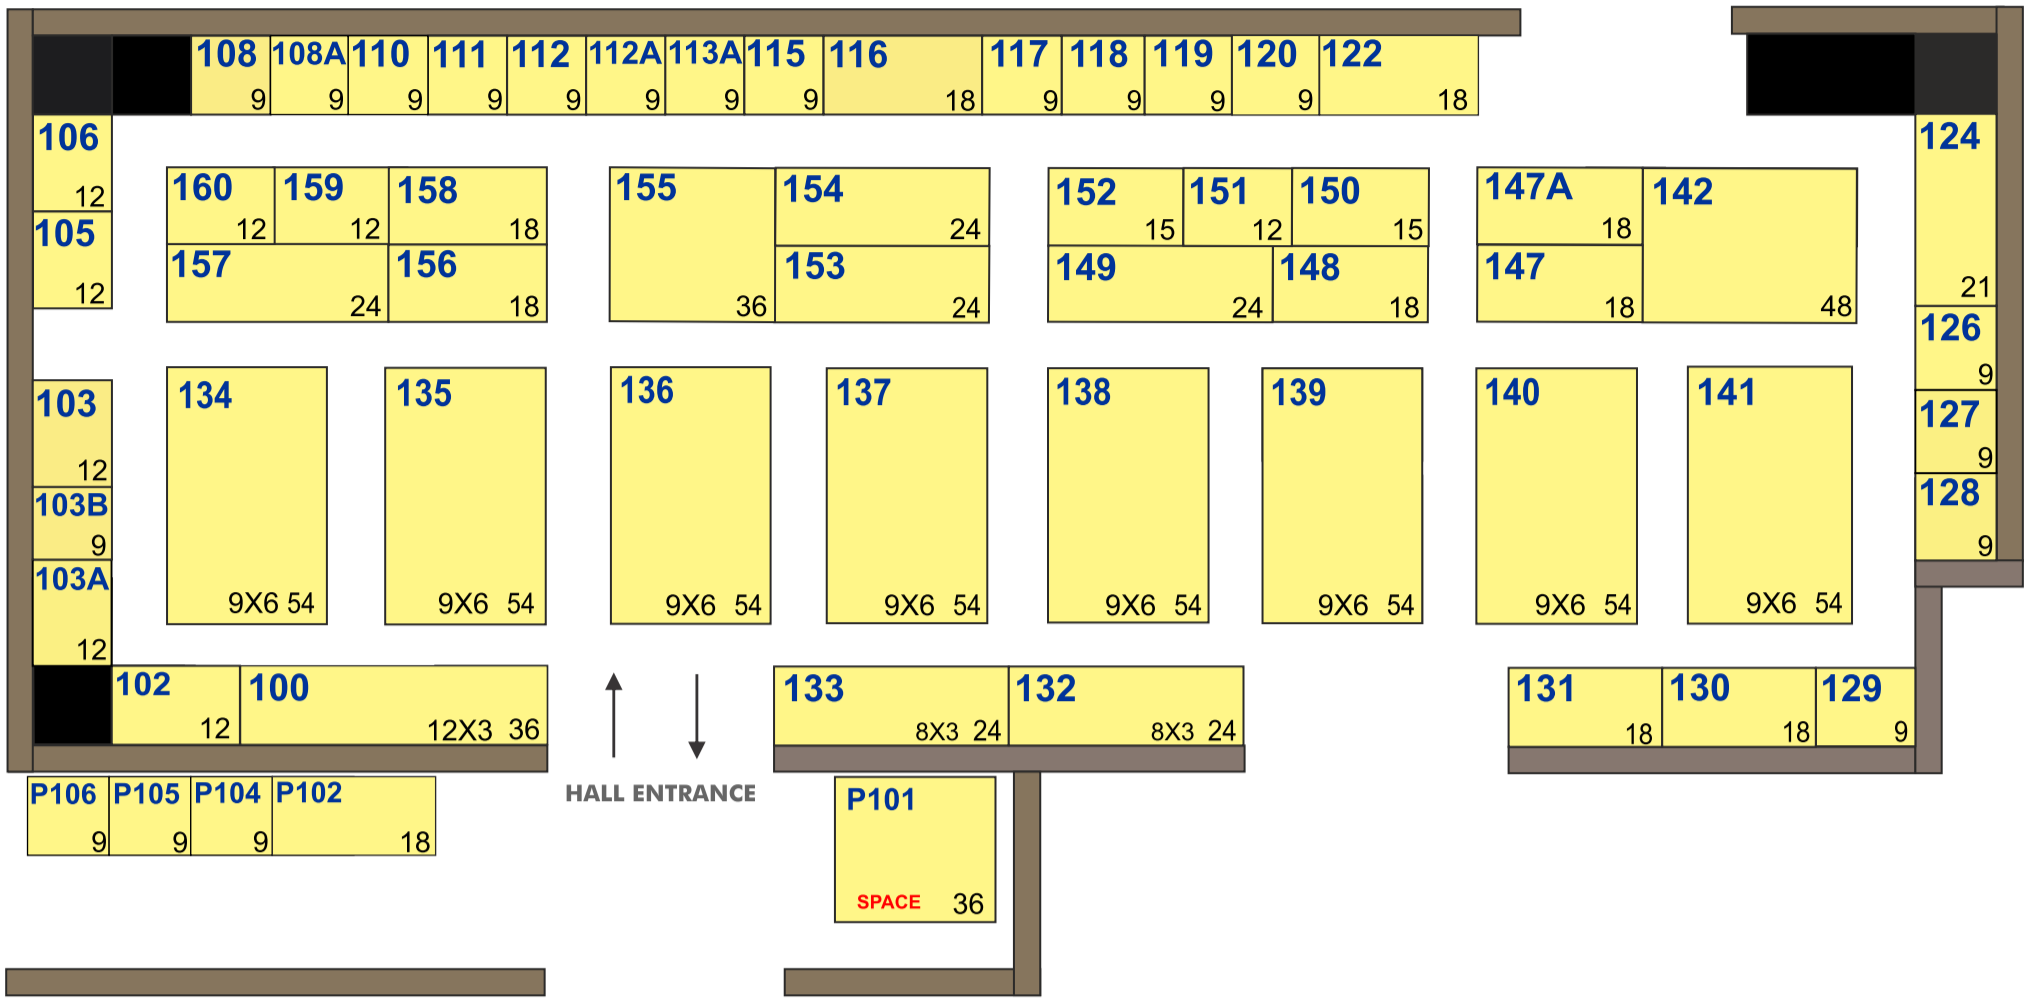 108 108A 110 111 112 112A 113A 115 116 117 118 119 120 122
9 9 9 9 9 9 9 9 18 9 9 9 9 18
106 124
12 21
105
12
160 159 158 155 154 152 151 150 147A 142
12 12 18 24 15 12 15 18
157 156 153 149 148 147
24 18 36 24 24 18 18 48
126
9
127
9
128
9
103
12
103B
9
103A
12
134 135 136 137 138 139 140 141
9X6 54 9X6 54 9X6 54 9X6 54 9X6 54 9X6 54 9X6 54 9X6 54
102 100 133 132 131 130 129
12 12X3 36 8X3 24 8X3 24 18 18 9
HALL ENTRANCE
P106 P105 P104 P102 P101
9 9 9 18
SPACE 36